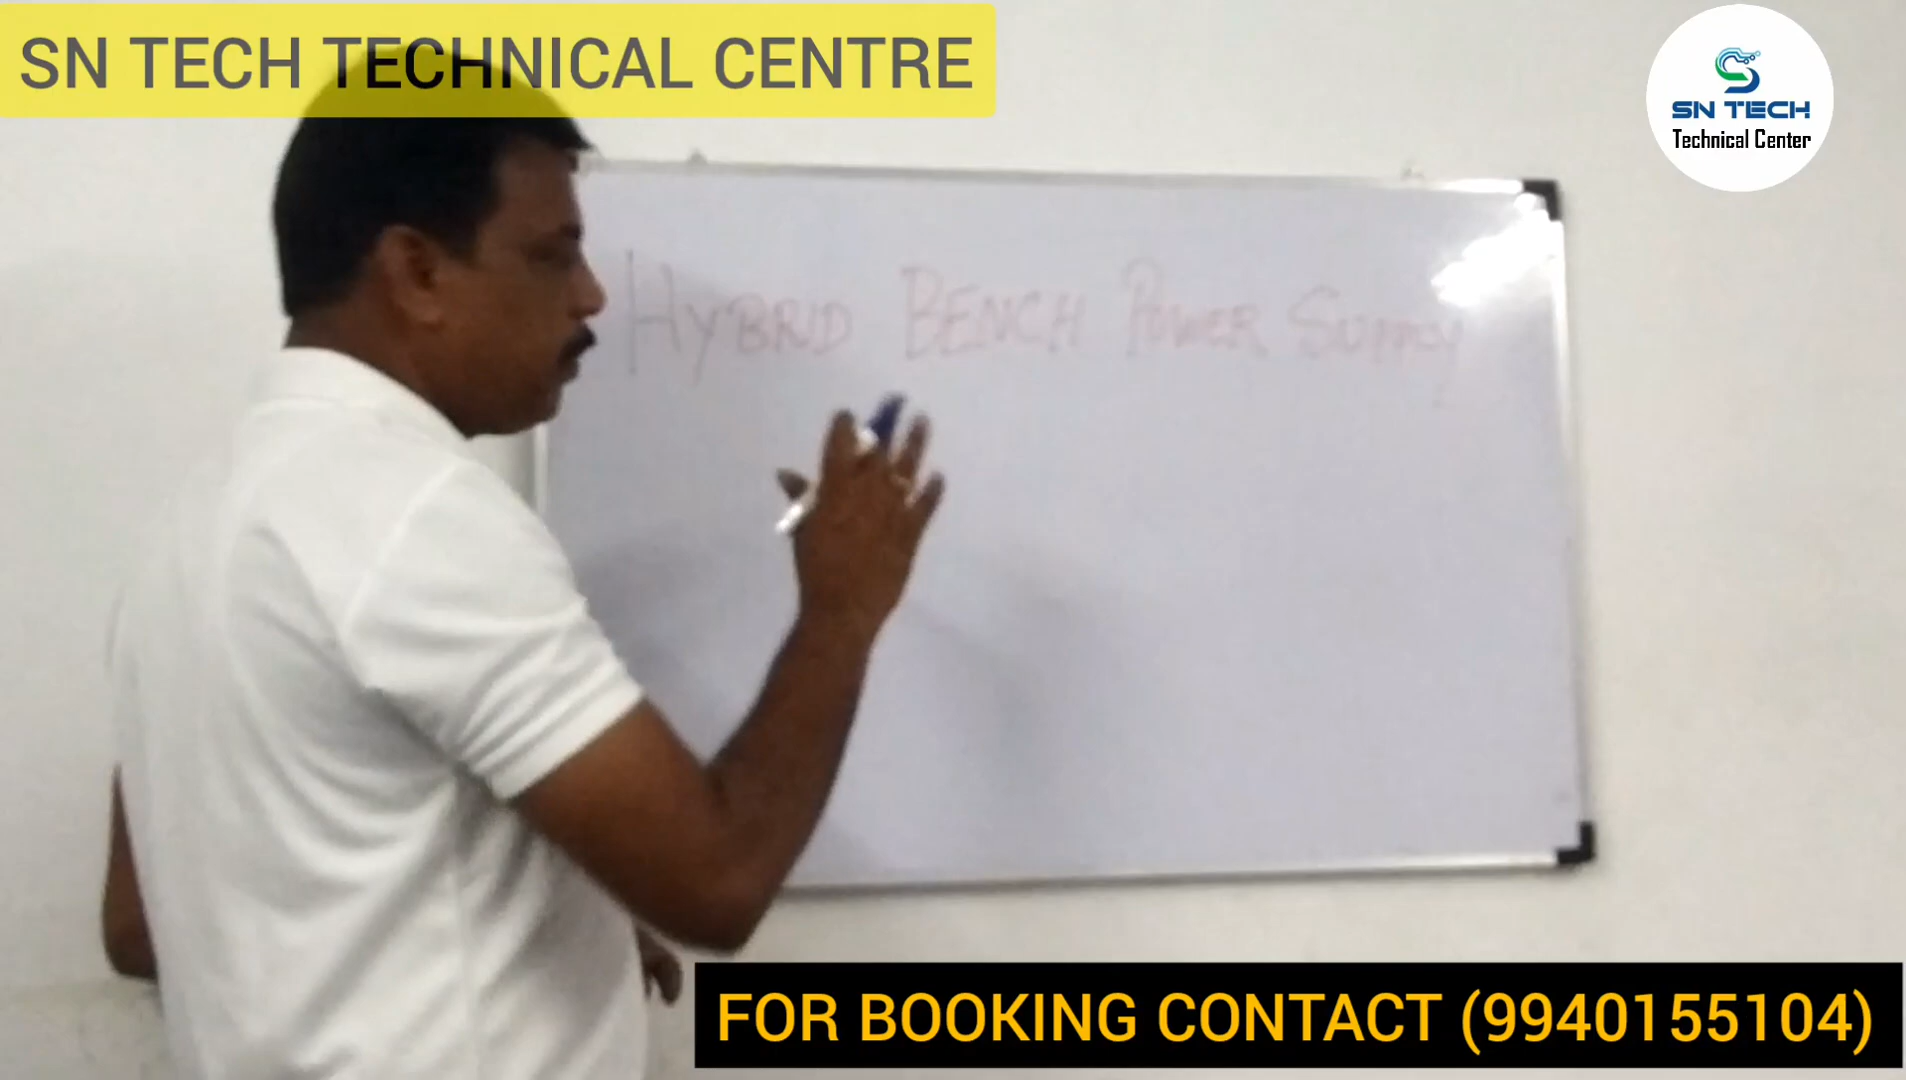 SN TECH TECHNICAL CENTRE
SN TECH
Technical Center
HYBRID BENCH POWER SUPPLY
FOR BOOKING CONTACT (9940155104)